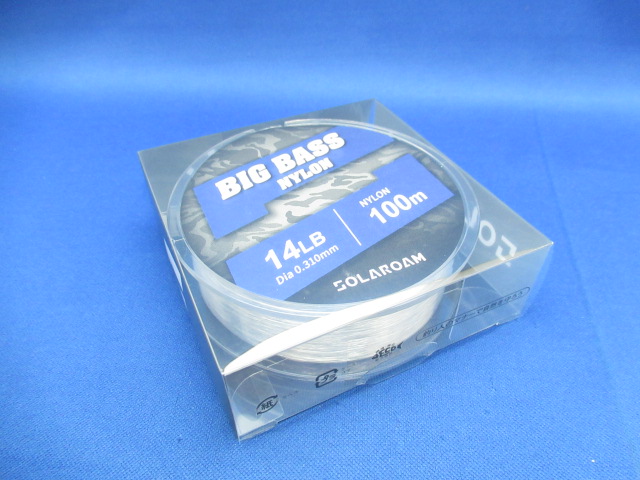 BIG BASS
NYLON
14LB
Dia 0.310mm
NYLON
100m
SOLAROAM